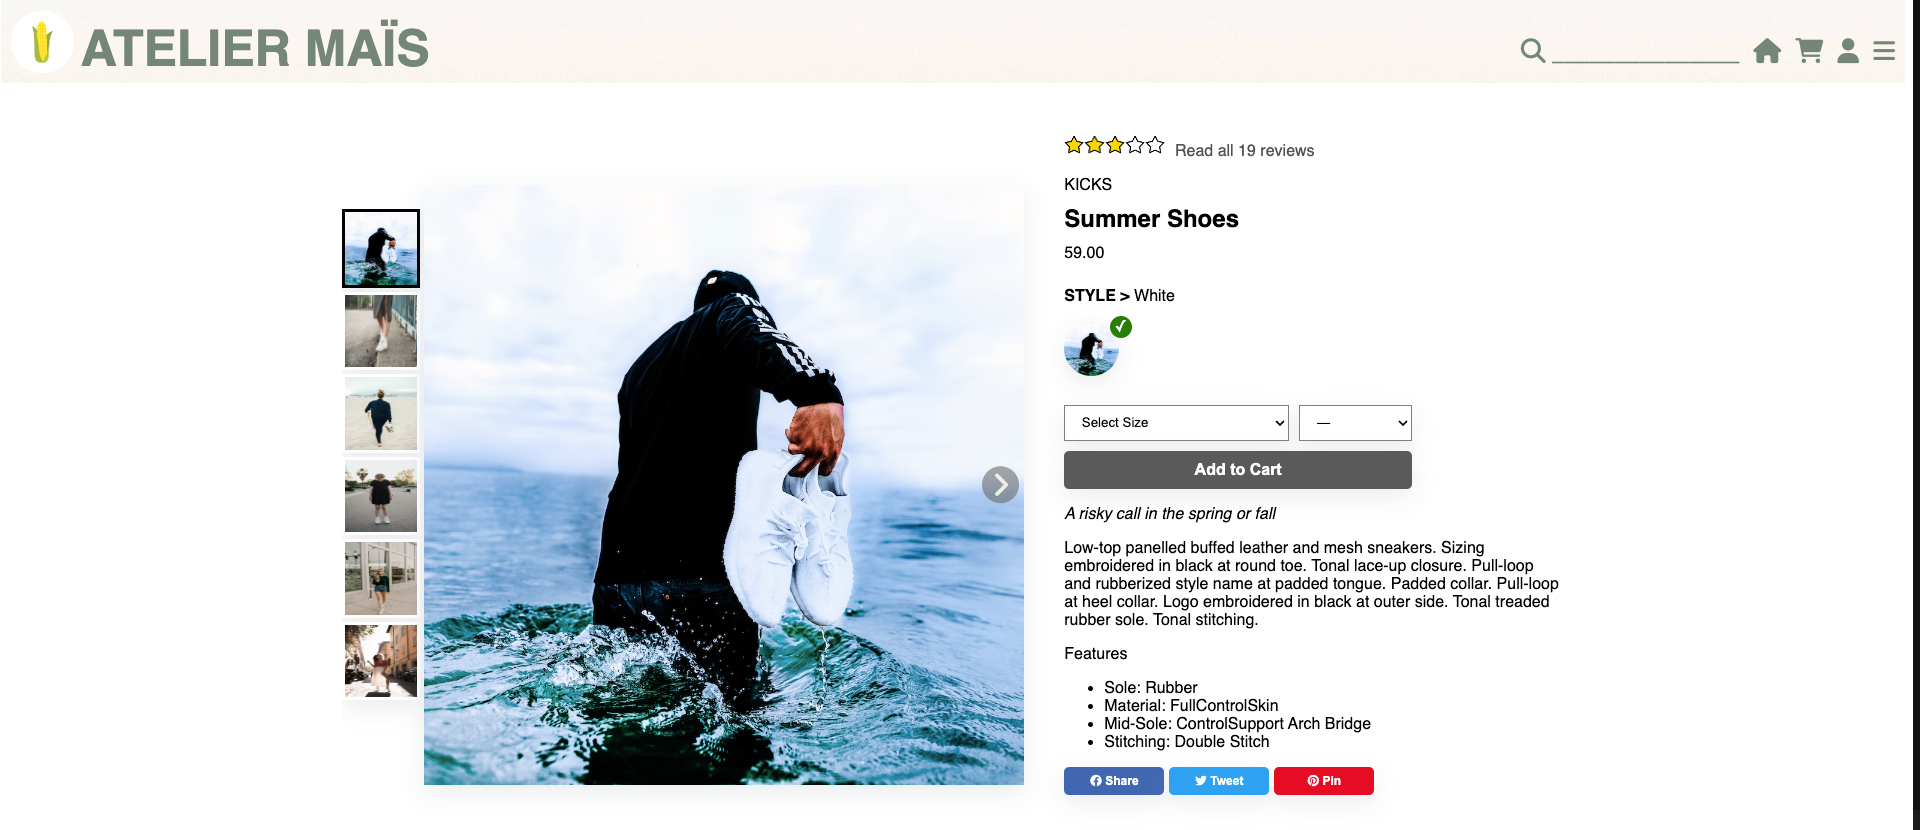 ATELIER MAÏS
Read all 19 reviews
KICKS
Summer Shoes
59.00
STYLE > White
Select Size
—
Add to Cart
A risky call in the spring or fall
Low-top panelled buffed leather and mesh sneakers. Sizing
embroidered in black at round toe. Tonal lace-up closure. Pull-loop
and rubberized style name at padded tongue. Padded collar. Pull-loop
at heel collar. Logo embroidered in black at outer side. Tonal treaded
rubber sole. Tonal stitching.
Features
• Sole: Rubber
• Material: FullControlSkin
• Mid-Sole: ControlSupport Arch Bridge
• Stitching: Double Stitch
Share
Tweet
Pin